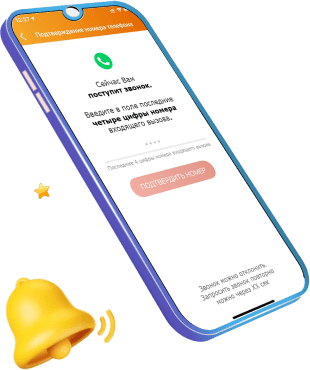 12:27
Подтверждение номера телефона
Сейчас Вам
поступит звонок.
Введите в поле последние
четыре цифры номера
входящего вызова.
Последние 4 цифры номера входящего вызова
ПОДТВЕРДИТЬ НОМЕР
Звонок можно отклонить.
Запросить звонок повторно
можно через XX сек